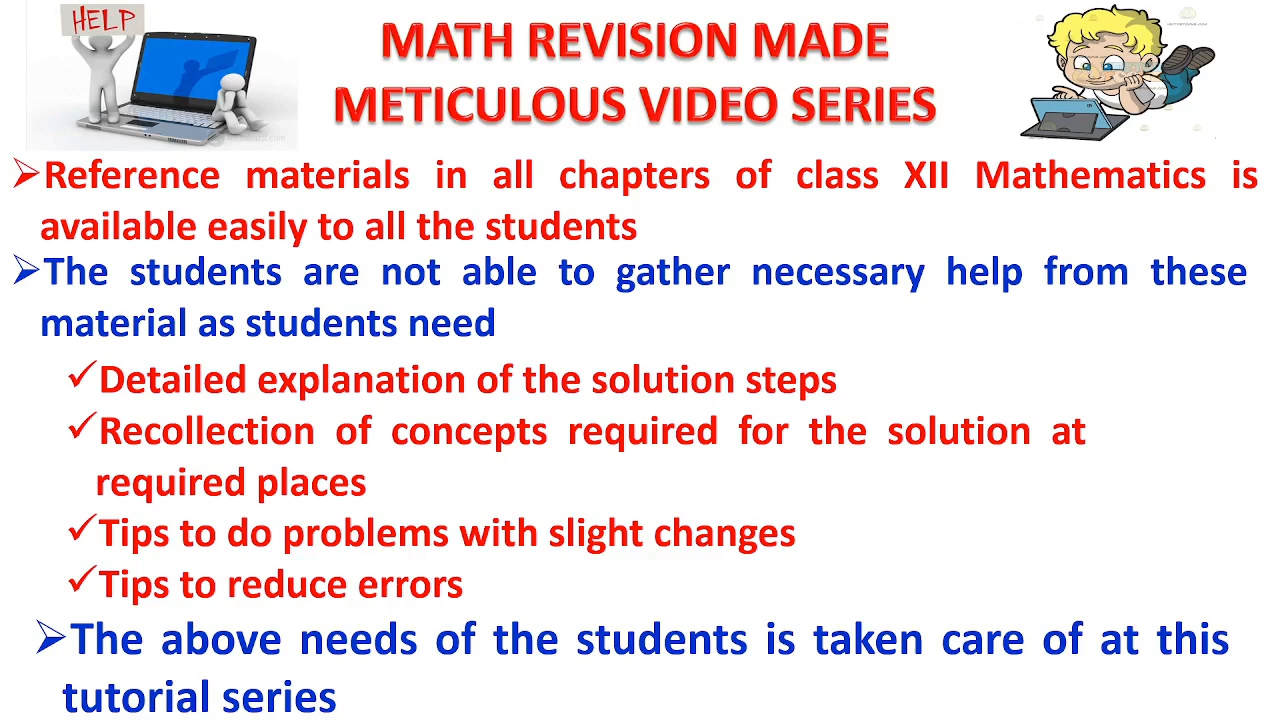 HELP
MATH REVISION MADE
METICULOUS VIDEO SERIES
Reference materials in all chapters of class XII Mathematics is
available easily to all the students
The students are not able to gather necessary help from these
material as students need
Detailed explanation of the solution steps
Recollection of concepts required for the solution at
required places
Tips to do problems with slight changes
Tips to reduce errors
The above needs of the students is taken care of at this
tutorial series